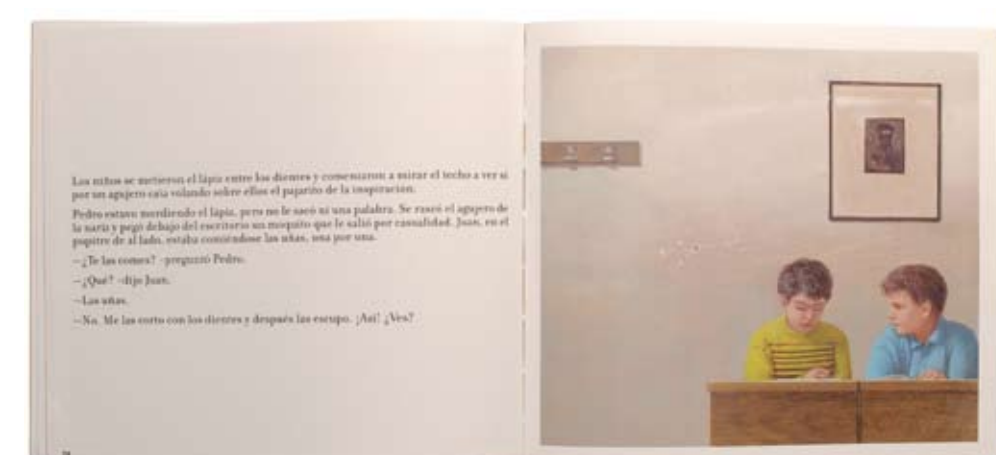 Los niños se metieron el lápiz entre los dientes y comenzaron a mirar el techo a ver si
por un agujero caía volando sobre ellos el pajarito de la inspiración.
Pedro estuvo mordiendo el lápiz, pero no le sacó ni una palabra. Se rascó el agujero de
la nariz y pegó debajo del escritorio un moquito que le salió por casualidad. Juan, en el
pupitre de al lado, estaba comiéndose las uñas, una por una.
—¿Te las comes? –preguntó Pedro.
—¿Qué? –dijo Juan.
—Las uñas.
—No. Me las corto con los dientes y después las escupo. ¡Así! ¿Ves?